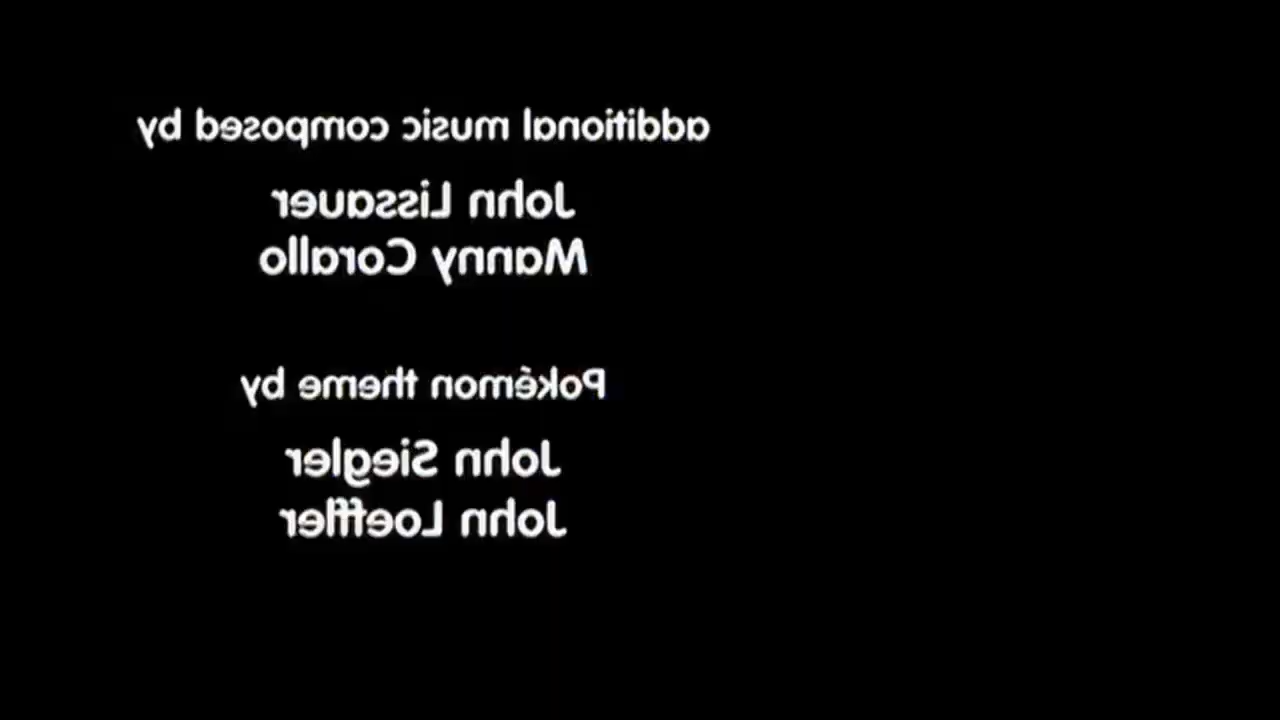 additional music composed by
John Lissauer
Manny Corallo
Pokémon theme by
John Siegler
John Loeffler